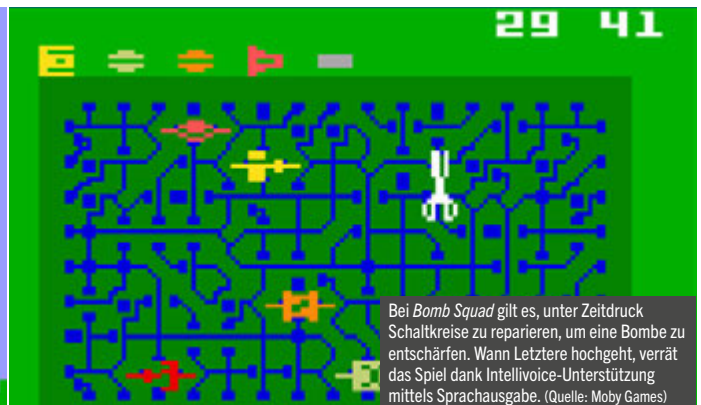 29 41
Bei Bomb Squad gilt es, unter Zeitdruck
Schaltkreise zu reparieren, um eine Bombe zu
entschärfen. Wann Letztere hochgeht, verrät
das Spiel dank Intellivoice-Unterstützung
mittels Sprachausgabe. (Quelle: Moby Games)